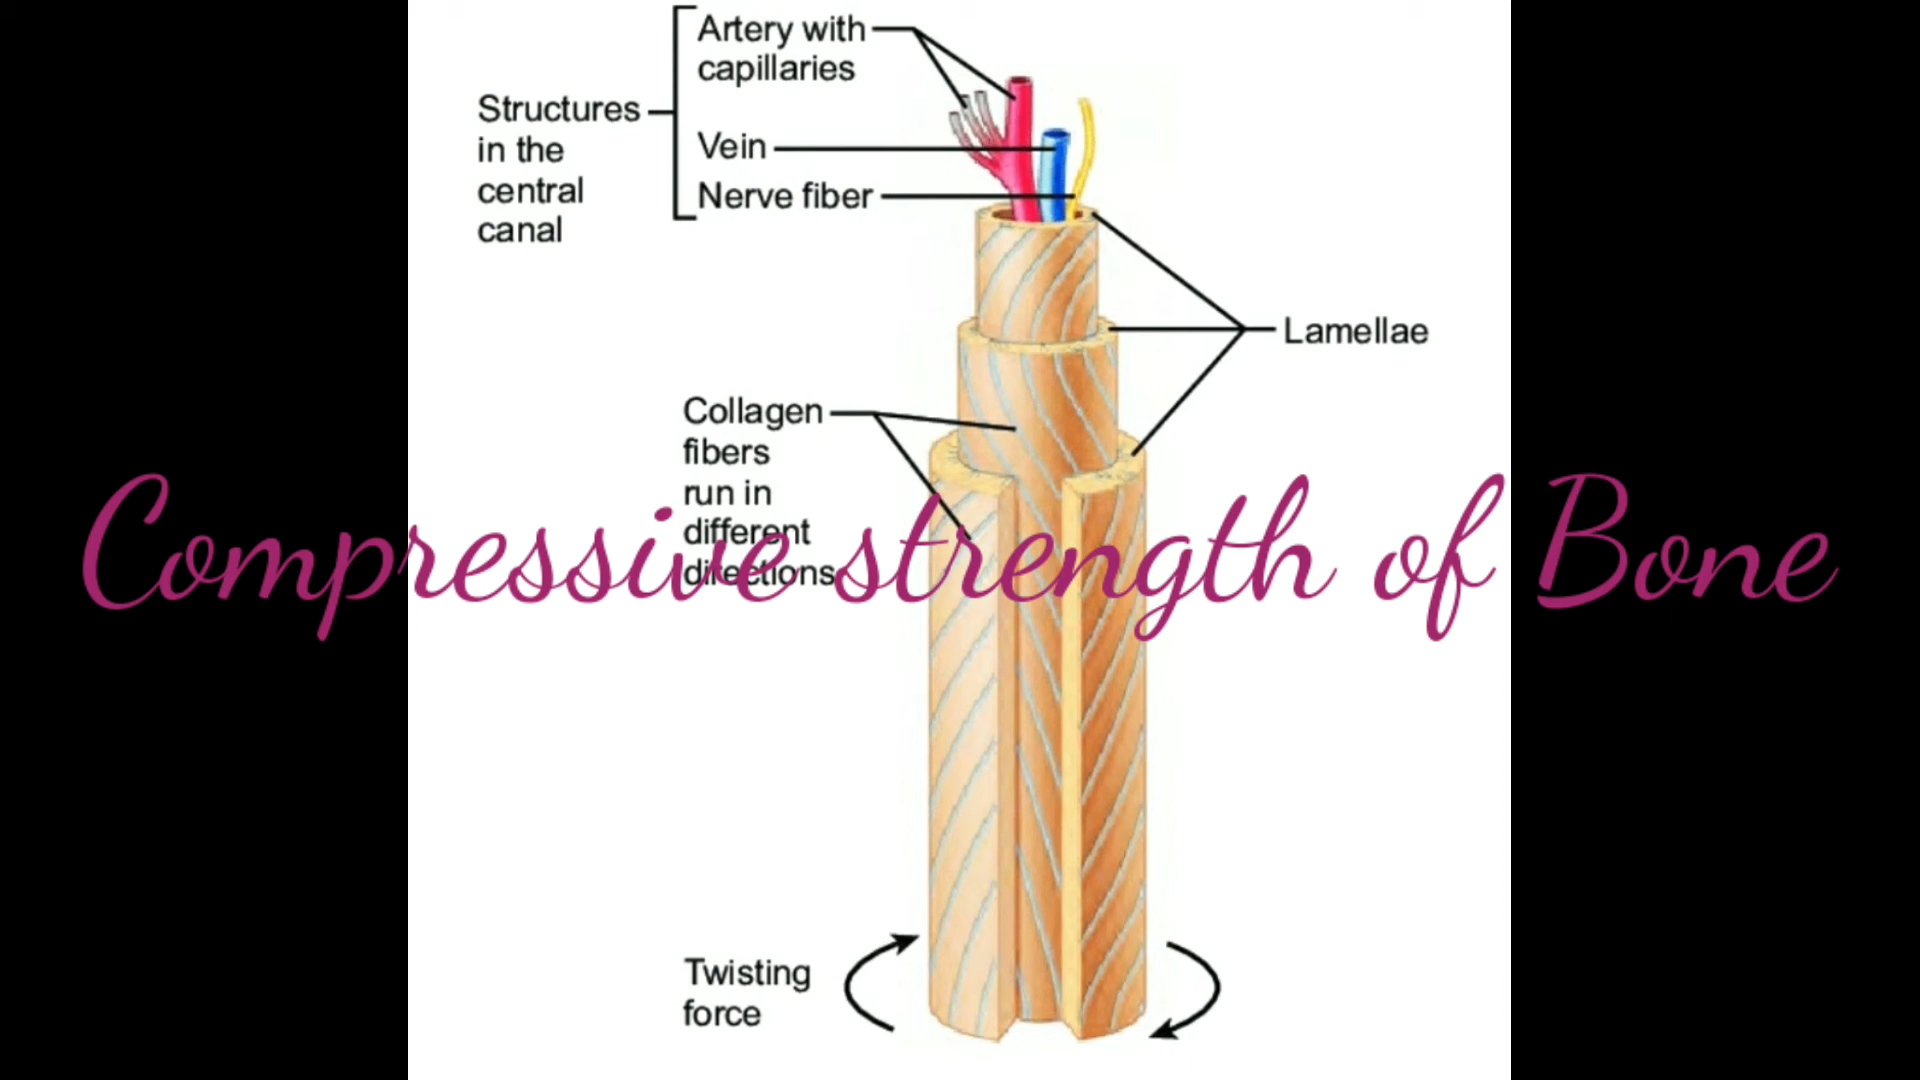 Artery with
capillaries
Structures
in the
central
canal
Vein
Nerve fiber
Lamellae
Collagen
fibers
run in
different
directions
Compressive strength of Bone
Twisting
force